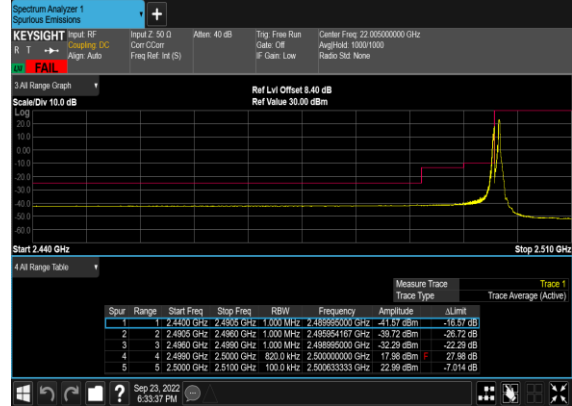 Spectrum Analyzer 1
Spurious Emissions
KEYSIGHT Input: RF Input Z: 50 Ω Atten: 40 dB Trig: Free Run Center Freq: 22.005000000 GHz
R T Coupling: DC Corr CCorr Gate: Off Avg|Hold: 1000/1000
Align: Auto Freq Ref: Int (S) IF Gain: Low Radio Std: None
LV FAIL
3 All Range Graph
Ref Lvl Offset 8.40 dB
Scale/Div 10.0 dB Ref Value 30.00 dBm
Log
20.0
10.0
0.00
-10.0
-20.0
-30.0
-40.0
-50.0
-60.0
Start 2.440 GHz Stop 2.510 GHz
4 All Range Table
Measure Trace Trace 1
Trace Type Trace Average (Active)
Spur Range Start Freq Stop Freq RBW Frequency Amplitude ΔLimit
1 1 2.4400 GHz 2.4905 GHz 1.000 MHz 2.489995000 GHz -41.57 dBm -16.57 dB
2 2 2.4905 GHz 2.4960 GHz 1.000 MHz 2.495954167 GHz -39.72 dBm -26.72 dB
3 3 2.4960 GHz 2.4990 GHz 1.000 MHz 2.498995000 GHz -32.29 dBm -22.29 dB
4 4 2.4990 GHz 2.5000 GHz 820.0 kHz 2.500000000 GHz 17.98 dBm F 27.98 dB
5 5 2.5000 GHz 2.5100 GHz 100.0 kHz 2.500633333 GHz 22.99 dBm -7.014 dB
? Sep 23, 2022
6:33:37 PM